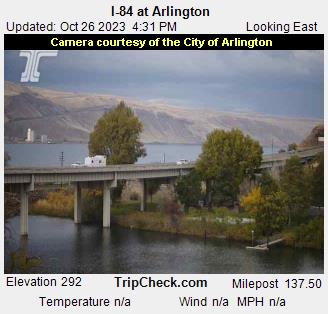 I-84 at Arlington
Updated: Oct 26 2023 4:31 PM Looking East
Camera courtesy of the City of Arlington
Elevation 292 TripCheck.com Milepost 137.50
Temperature n/a Wind n/a MPH n/a